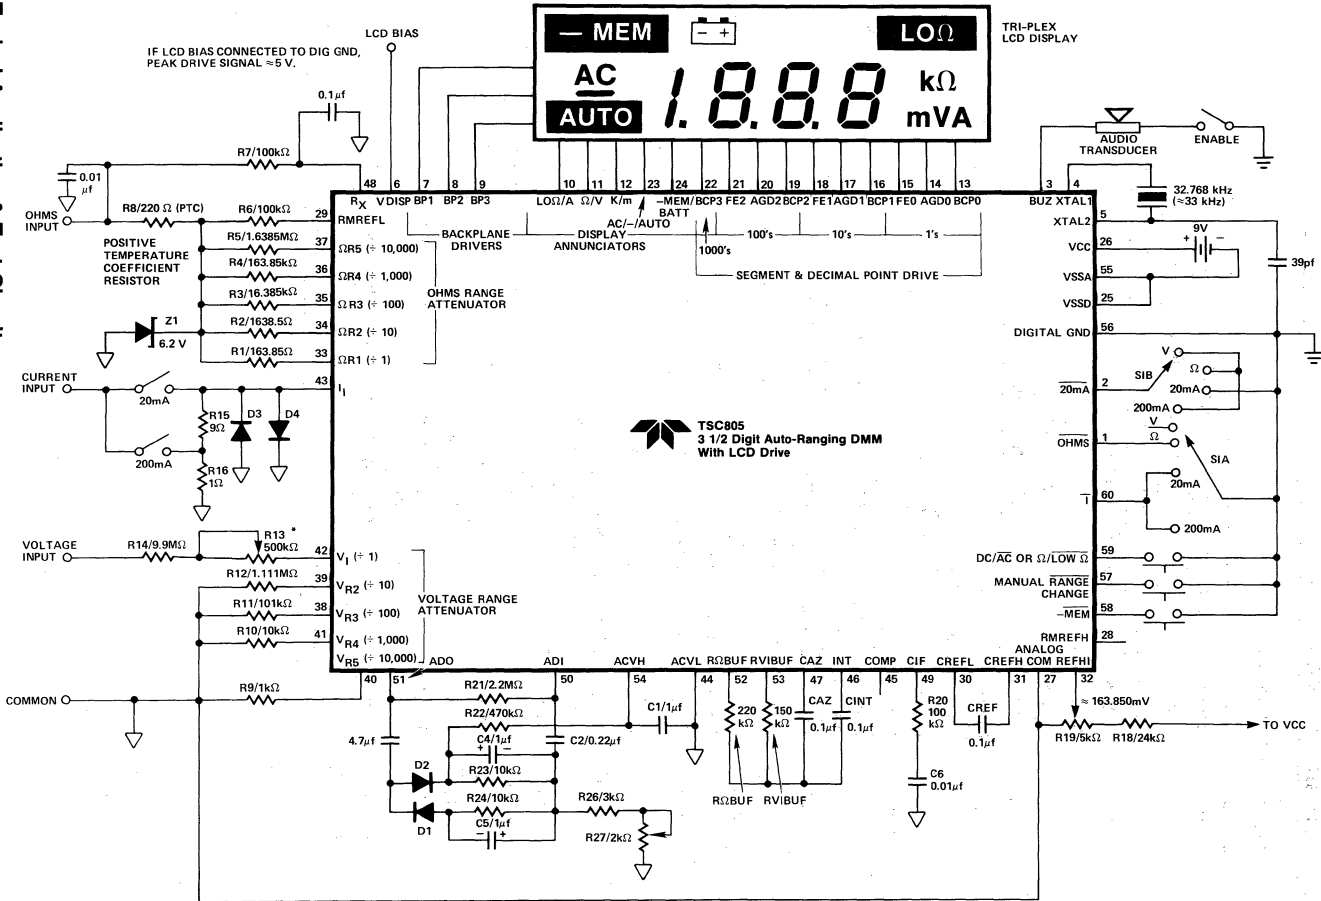 LCD BIAS
IF LCD BIAS CONNECTED TO DIG GND,
PEAK DRIVE SIGNAL ≈5 V.
— MEM
− +
LOΩ
AC
AUTO
1.8.8.8
kΩ
mVA
TRI-PLEX
LCD DISPLAY
0.1µf
R7/100kΩ
0.01
µf
OHMS
INPUT
R8/220 Ω (PTC)
R6/100kΩ
R5/1.6385MΩ
R4/163.85kΩ
R3/16.385kΩ
R2/1638.5Ω
R1/163.85Ω
POSITIVE
TEMPERATURE
COEFFICIENT
RESISTOR
Z1
6.2 V
48 6 7 8 9 10 11 12 23 24 22 21 20 19 18 17 16 15 14 13 3 4
RX V DISP BP1 BP2 BP3 LOΩ/A Ω/V K/m –MEM/ BCP3 FE2 AGD2 BCP2 FE1 AGD1 BCP1 FE0 AGD0 BCP0 BUZ XTAL1
BATT
AC/–/AUTO
BACKPLANE
DRIVERS
DISPLAY
ANNUNCIATORS
1000's
100's
10's
1's
SEGMENT & DECIMAL POINT DRIVE
29 RMREFL
37 ΩR5 (÷ 10,000)
36 ΩR4 (÷ 1,000)
35 ΩR3 (÷ 100)
34 ΩR2 (÷ 10)
33 ΩR1 (÷ 1)
OHMS RANGE
ATTENUATOR
CURRENT
INPUT
43 II
20mA
200mA
R15
9Ω
R16
1Ω
D3
D4
TSC805
3 1/2 Digit Auto-Ranging DMM
With LCD Drive
AUDIO
TRANSDUCER
ENABLE
32.768 kHz
(≈33 kHz)
XTAL2 5
VCC 26
9V
+ –
VSSA 55
VSSD 25
39pf
DIGITAL GND 56
20mA 2
SIB
V
Ω
20mA
200mA
OHMS 1
V
Ω
SIA
20mA
I 60
200mA
DC/AC OR Ω/LOW Ω 59
MANUAL RANGE 57
CHANGE
–MEM 58
RMREFH 28
VOLTAGE
INPUT
R14/9.9MΩ
R13 *
500kΩ
R12/1.111MΩ
R11/101kΩ
R10/10kΩ
42 VI (÷ 1)
39 VR2 (÷ 10)
38 VR3 (÷ 100)
41 VR4 (÷ 1,000)
VR5 (÷ 10,000)
VOLTAGE RANGE
ATTENUATOR
ANALOG
ADO ADI ACVH ACVL RΩBUF RVIBUF CAZ INT COMP CIF CREFL CREFH COM REFHI
40 51 50 54 44 52 53 47 46 45 49 30 31 27 32
COMMON
R9/1kΩ
R21/2.2MΩ
R22/470kΩ
C4/1µf
+ –
4.7µf
C2/0.22µf
C1/1µf
D2
R23/10kΩ
R24/10kΩ
D1
C5/1µf
– +
R26/3kΩ
R27/2kΩ
220
kΩ
150
kΩ
CAZ
0.1µf
CINT
0.1µf
RΩBUF
RVIBUF
R20
100
kΩ
C6
0.01µf
CREF
0.1µf
≈ 163.850mV
R19/5kΩ
R18/24kΩ
TO VCC